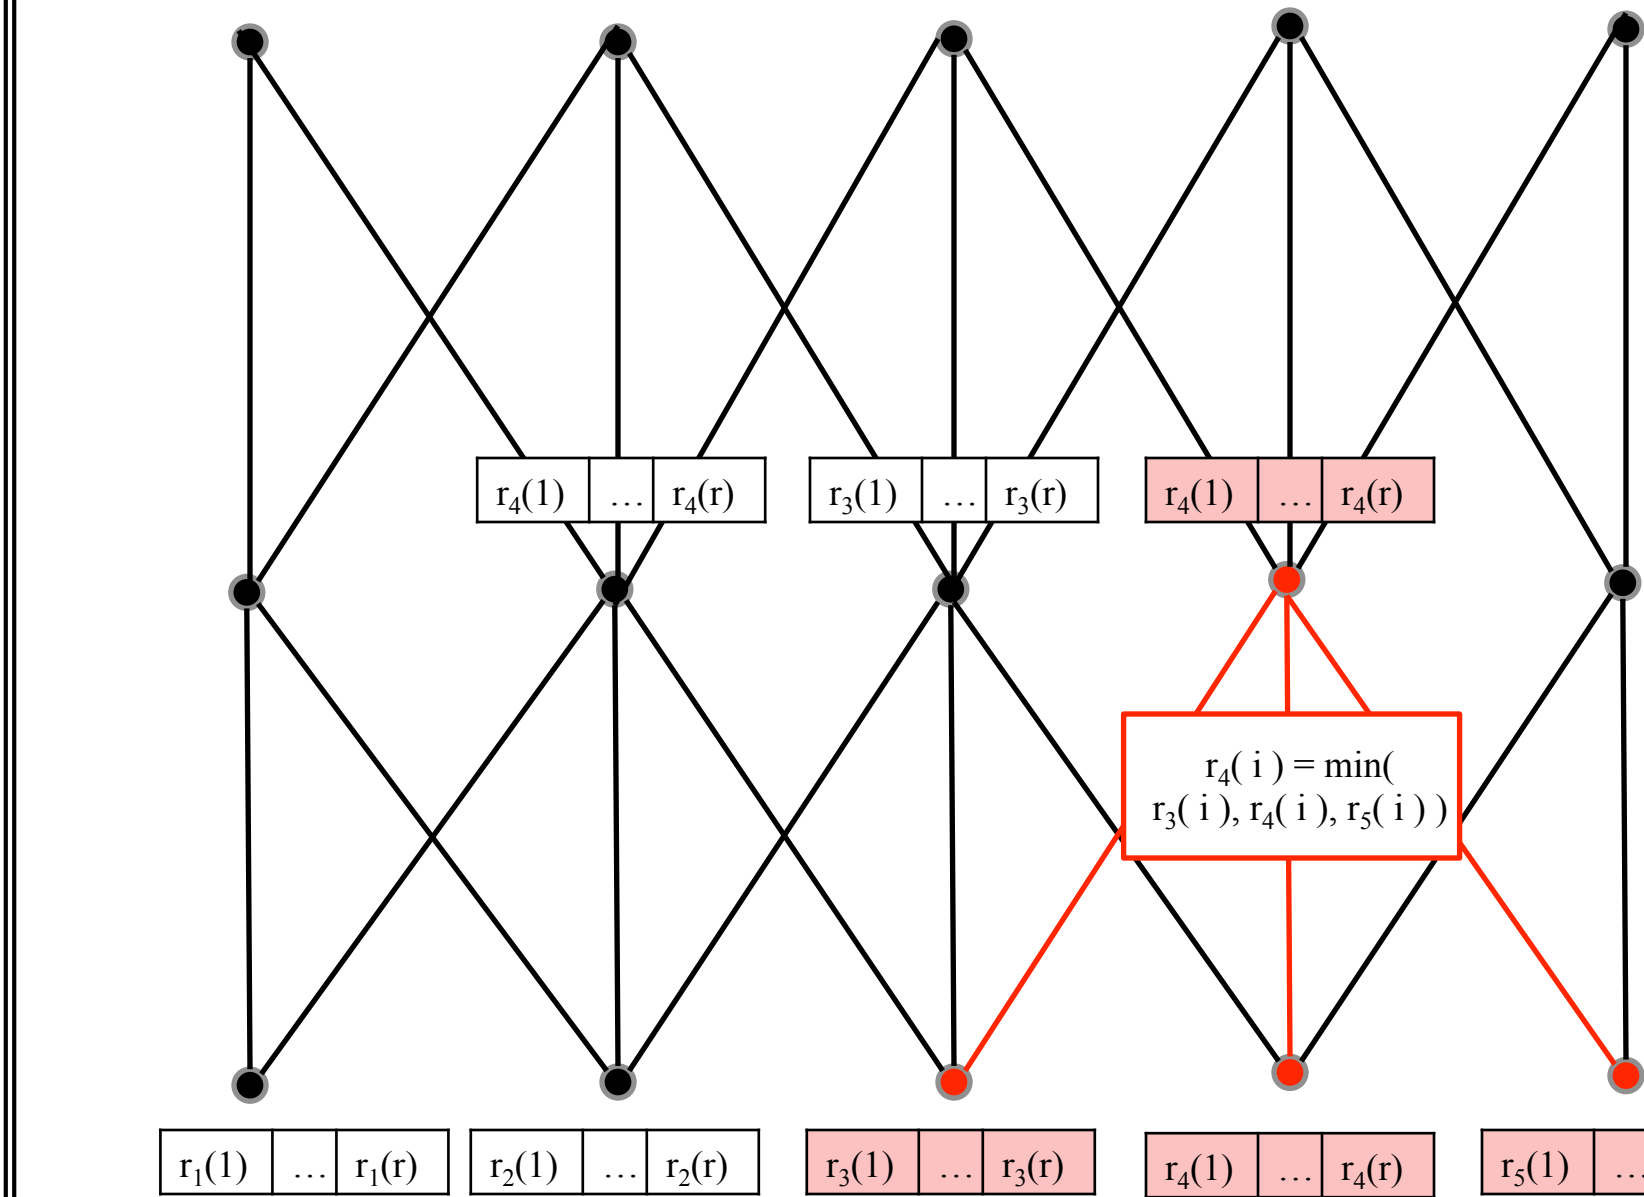 r₄(1) … r₄(r) r₃(1) … r₃(r) r₄(1) … r₄(r)
r₄( i ) = min(
r₃( i ), r₄( i ), r₅( i ) )
r₁(1) … r₁(r) r₂(1) … r₂(r) r₃(1) … r₃(r) r₄(1) … r₄(r) r₅(1) …